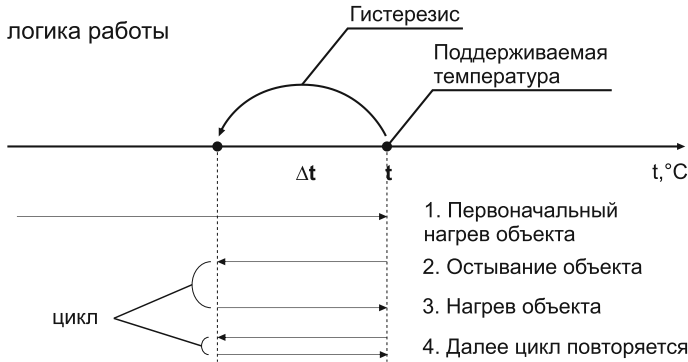 Гистерезис
логика работы
Поддерживаемая
температура
Δt
t
t,°C
1. Первоначальный
нагрев объекта
2. Остывание объекта
3. Нагрев объекта
цикл
4. Далее цикл повторяется